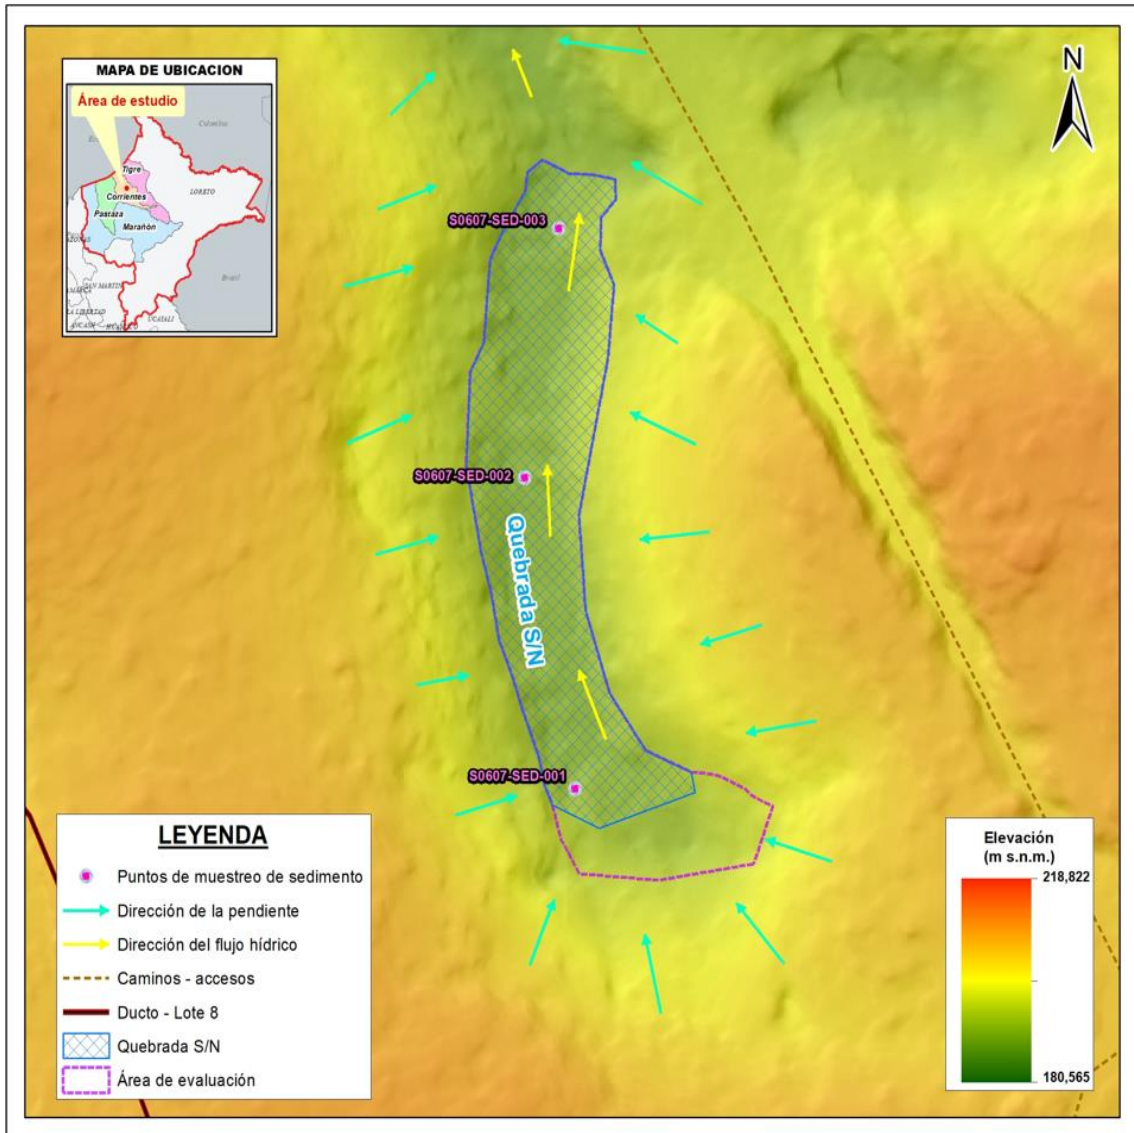 MAPA DE UBICACION
Área de estudio
Colombia
Tigre
LORETO
Corrientes
Pastaza
Marañón
AZONAS
Brasil
SAN MARTIN
LA LIBERTAD
UCAYALI
ANCASH
N
S0607-SED-003
S0607-SED-002
Quebrada S/N
S0607-SED-001
LEYENDA
Puntos de muestreo de sedimento
Dirección de la pendiente
Dirección del flujo hídrico
Caminos - accesos
Ducto - Lote 8
Quebrada S/N
Área de evaluación
Elevación
(m s.n.m.)
218,822
180,565